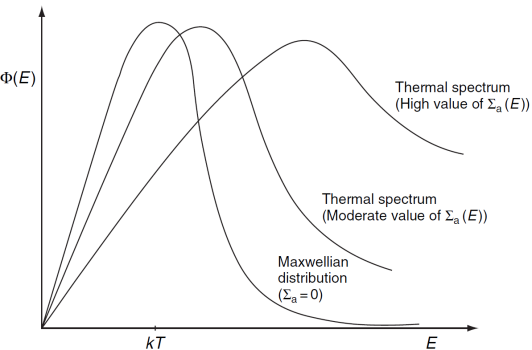 Φ(E)
Thermal spectrum
(High value of Σₐ(E))
Thermal spectrum
(Moderate value of Σₐ(E))
Maxwellian
distribution
(Σₐ = 0)
kT
E